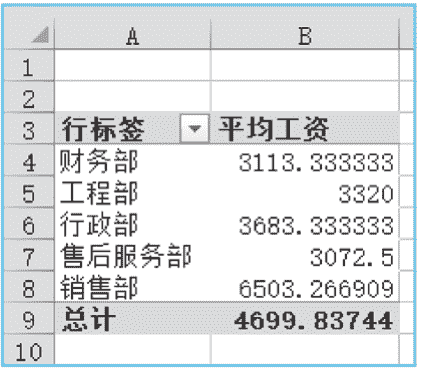 A B
1
2
3 行标签 平均工资
4 财务部 3113.333333
5 工程部 3320
6 行政部 3683.333333
7 售后服务部 3072.5
8 销售部 6503.266909
9 总计 4699.83744
10